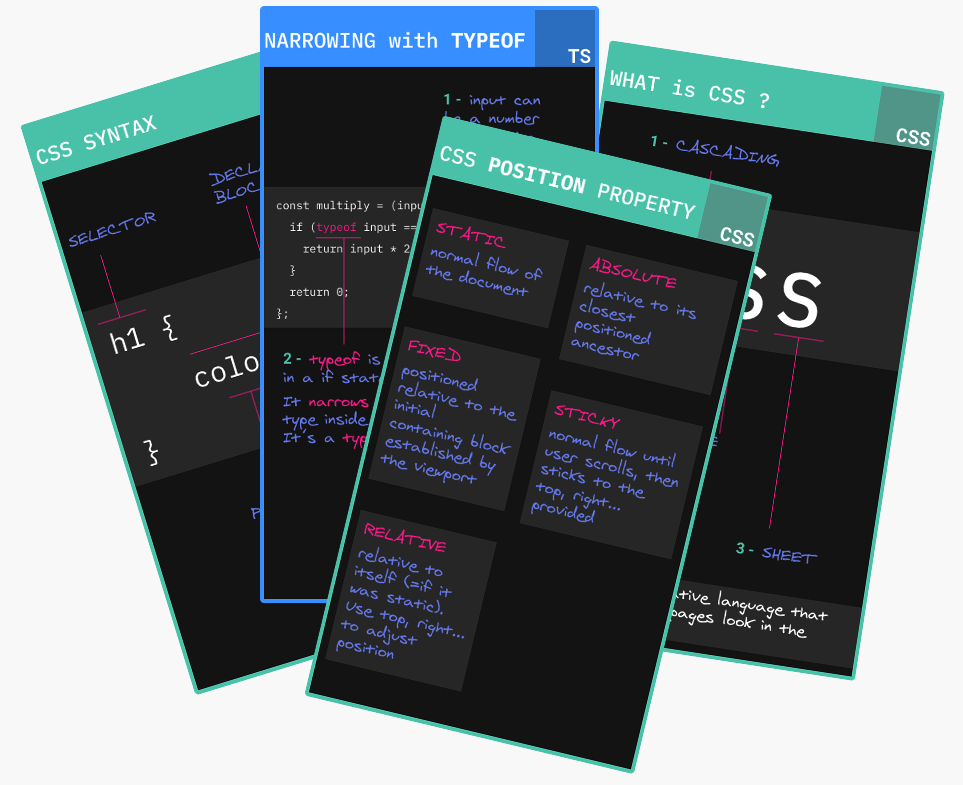 CSS SYNTAX
SELECTOR
h1 {
}
NARROWING with TYPEOF
TS
1 - input can
be a number
const multiply = (inpu
if (typeof input ==
return input * 2
}
return 0;
};
2 - typeof is
in a if stat
It narrows
type inside
It's a typ
CSS POSITION PROPERTY
CSS
STATIC
normal flow of
the document
ABSOLUTE
relative to its
closest
positioned
ancestor
FIXED
positioned
relative to the
initial
containing block
established by
the viewport
STICKY
normal flow until
user scrolls, then
sticks to the
top, right...
provided
RELATIVE
relative to
itself (=if it
was static).
Use top, right...
to adjust
position
WHAT is CSS ?
CSS
1 - CASCADING
SS
3 - SHEET
ative language that
pages look in the